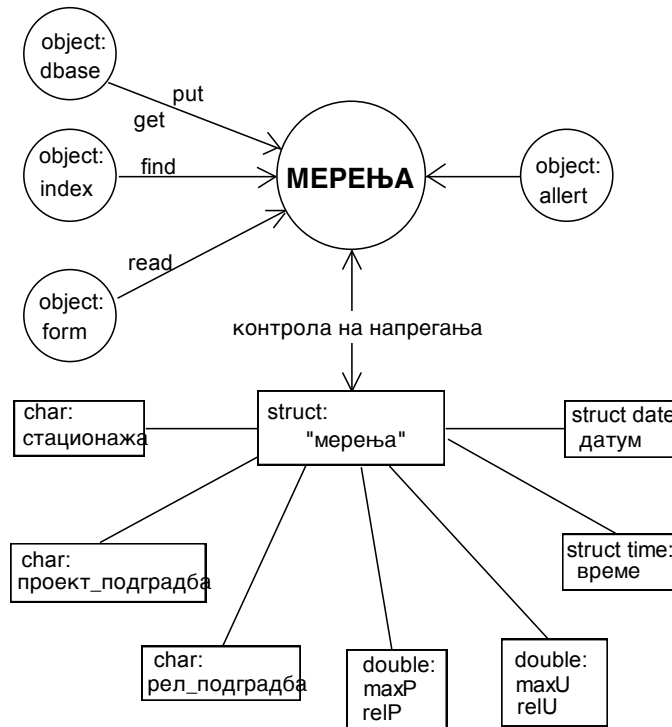 object:
dbase
put
get
object:
index
find
МЕРЕЊА
object:
allert
read
object:
form
контрола на напрегања
char:
стационажа
struct:
"мерења"
struct date
датум
char:
проект_подградба
struct time:
време
char:
рел_подградба
double:
maxP
relP
double:
maxU
relU